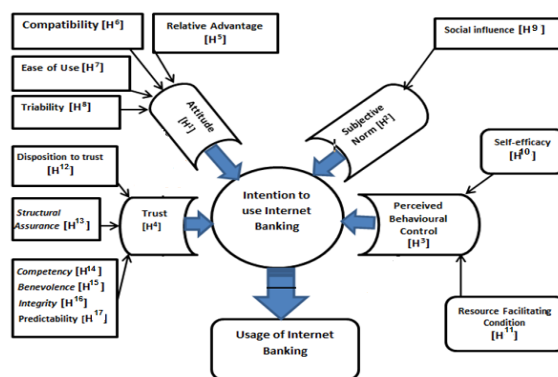 Compatibility [H6]
Relative Advantage
[H5]
Social influence [H9]
Ease of Use [H7]
Triability [H8]
Attitude
[H1]
Subjective
Norm [H2]
Self-efficacy
[H10]
Disposition to trust
[H12]
Intention to
use Internet
Banking
Structural
Assurance [H13]
Trust
[H4]
Perceived
Behavioural
Control
[H3]
Competency [H14]
Benevolence [H15]
Integrity [H16]
Predictability [H17]
Resource Facilitating
Condition
[H11]
Usage of Internet
Banking